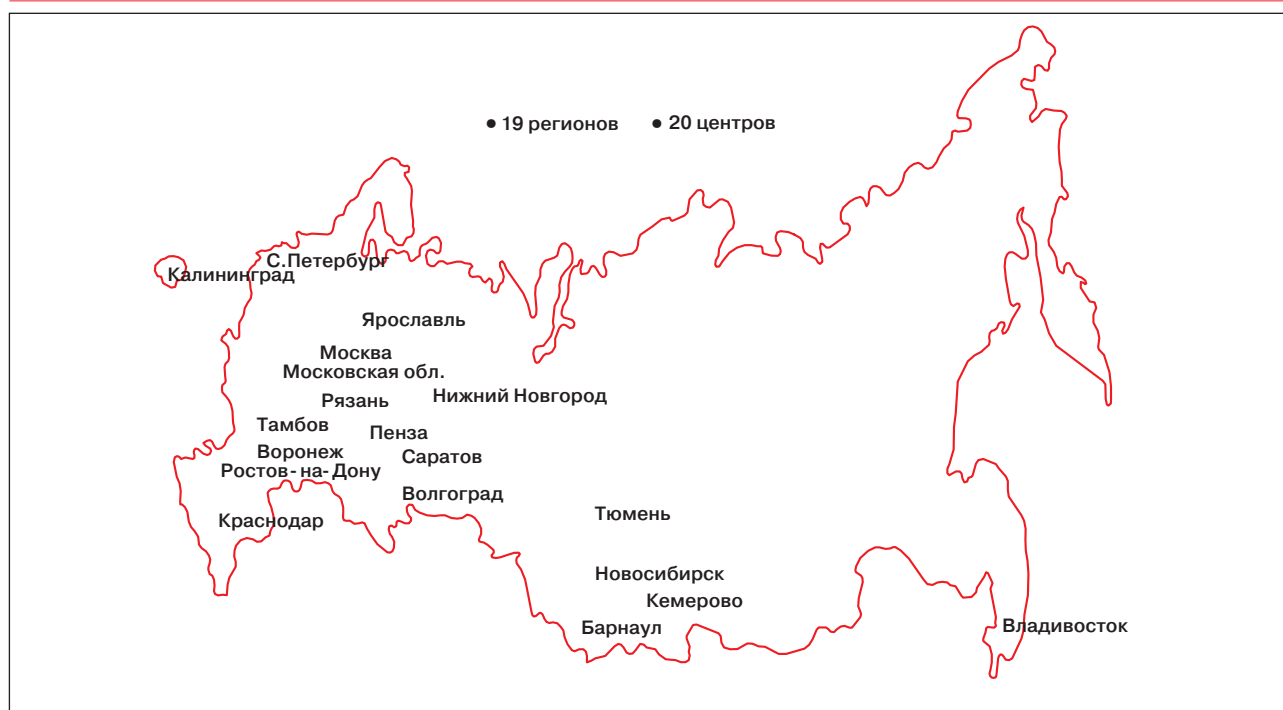 • 19 регионов • 20 центров
С.Петербург
Калининград
Ярославль
Москва
Московская обл.
Нижний Новгород
Рязань
Тамбов
Пенза
Воронеж
Саратов
Ростов-на-Дону
Волгоград
Тюмень
Краснодар
Новосибирск
Кемерово
Барнаул
Владивосток